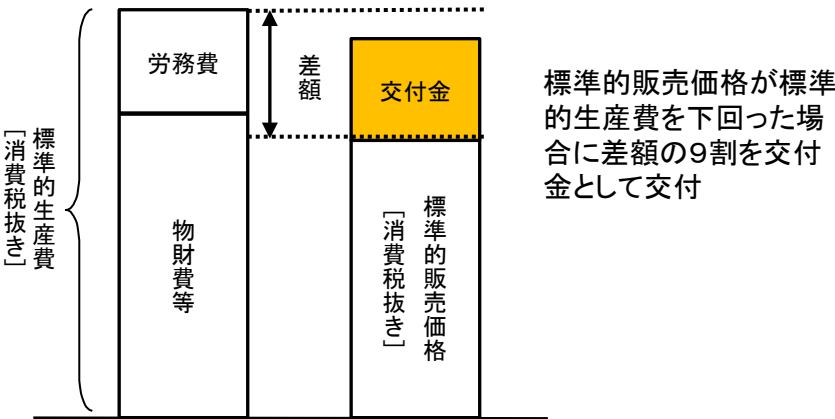 標準的生産費
［消費税抜き］
労務費
物財費等
差額
交付金
標準的販売価格
［消費税抜き］
標準的販売価格が標準
的生産費を下回った場
合に差額の９割を交付
金として交付